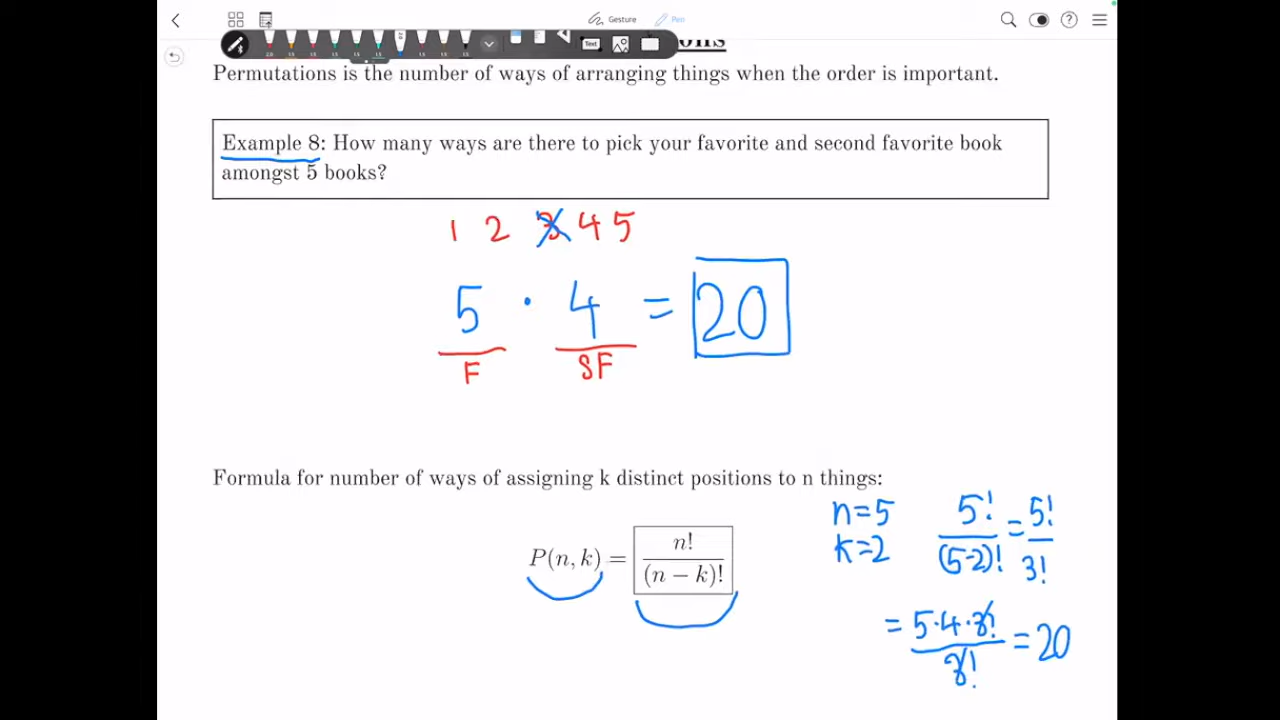 Gesture Pen
Text
Permutations is the number of ways of arranging things when the order is important.
Example 8: How many ways are there to pick your favorite and second favorite book
amongst 5 books?
1 2 3 4 5
5 · 4 = 20
F SF
Formula for number of ways of assigning k distinct positions to n things:
n=5
k=2
5!/(5-2)! = 5!/3!
P(n, k) = n!/(n − k)!
= 5·4·3!/3! = 20